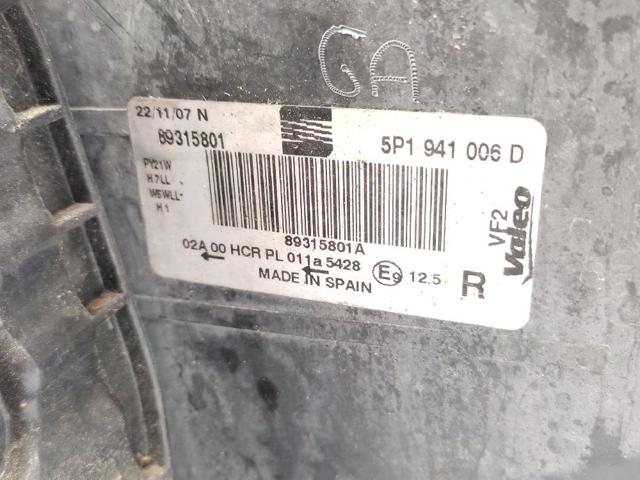 GA
22/11/07 N
89315801
5P1 941 006 D
PY21W
H7LL
W5WLL
H1
89315801A
02A 00 HCR PL 011a 5428
E9 12.5
MADE IN SPAIN
R
VF2
Valeo